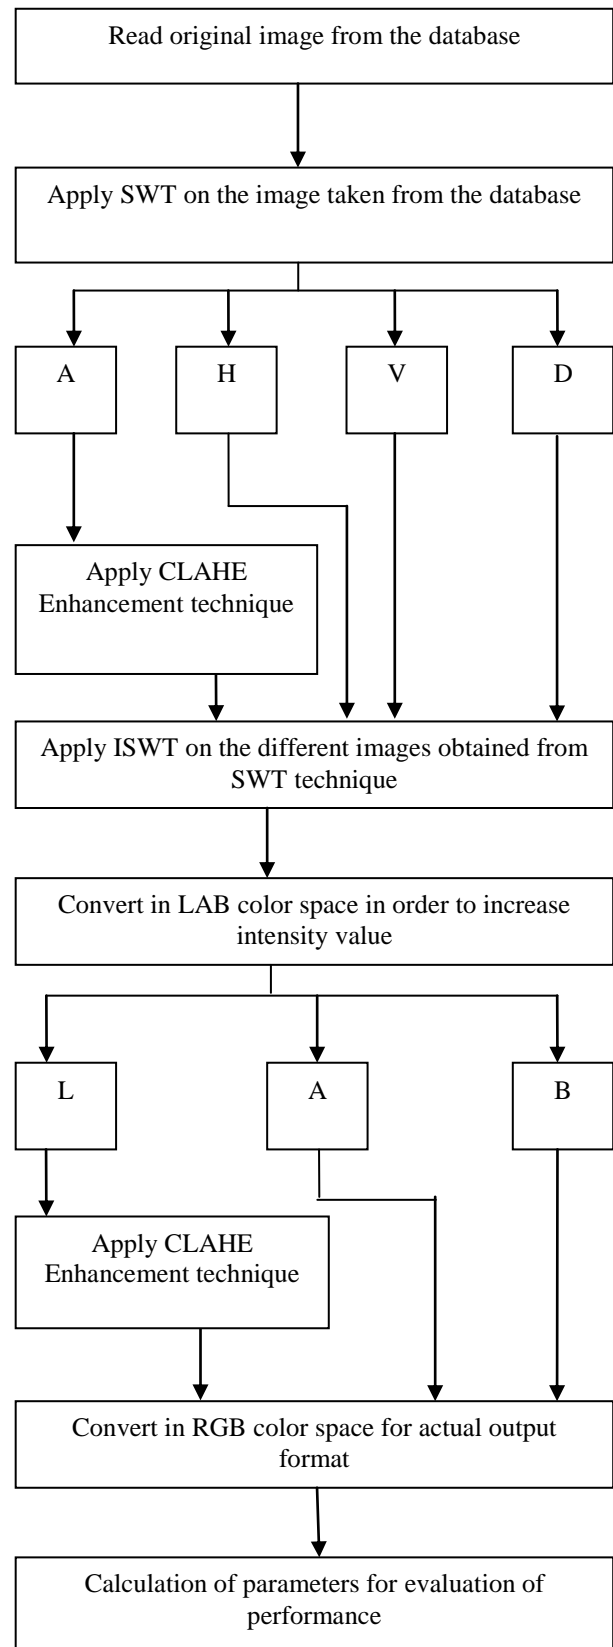 Read original image from the database
Apply SWT on the image taken from the database
A
H
V
D
Apply CLAHE
Enhancement technique
Apply ISWT on the different images obtained from
SWT technique
Convert in LAB color space in order to increase
intensity value
L
A
B
Apply CLAHE
Enhancement technique
Convert in RGB color space for actual output
format
Calculation of parameters for evaluation of
performance